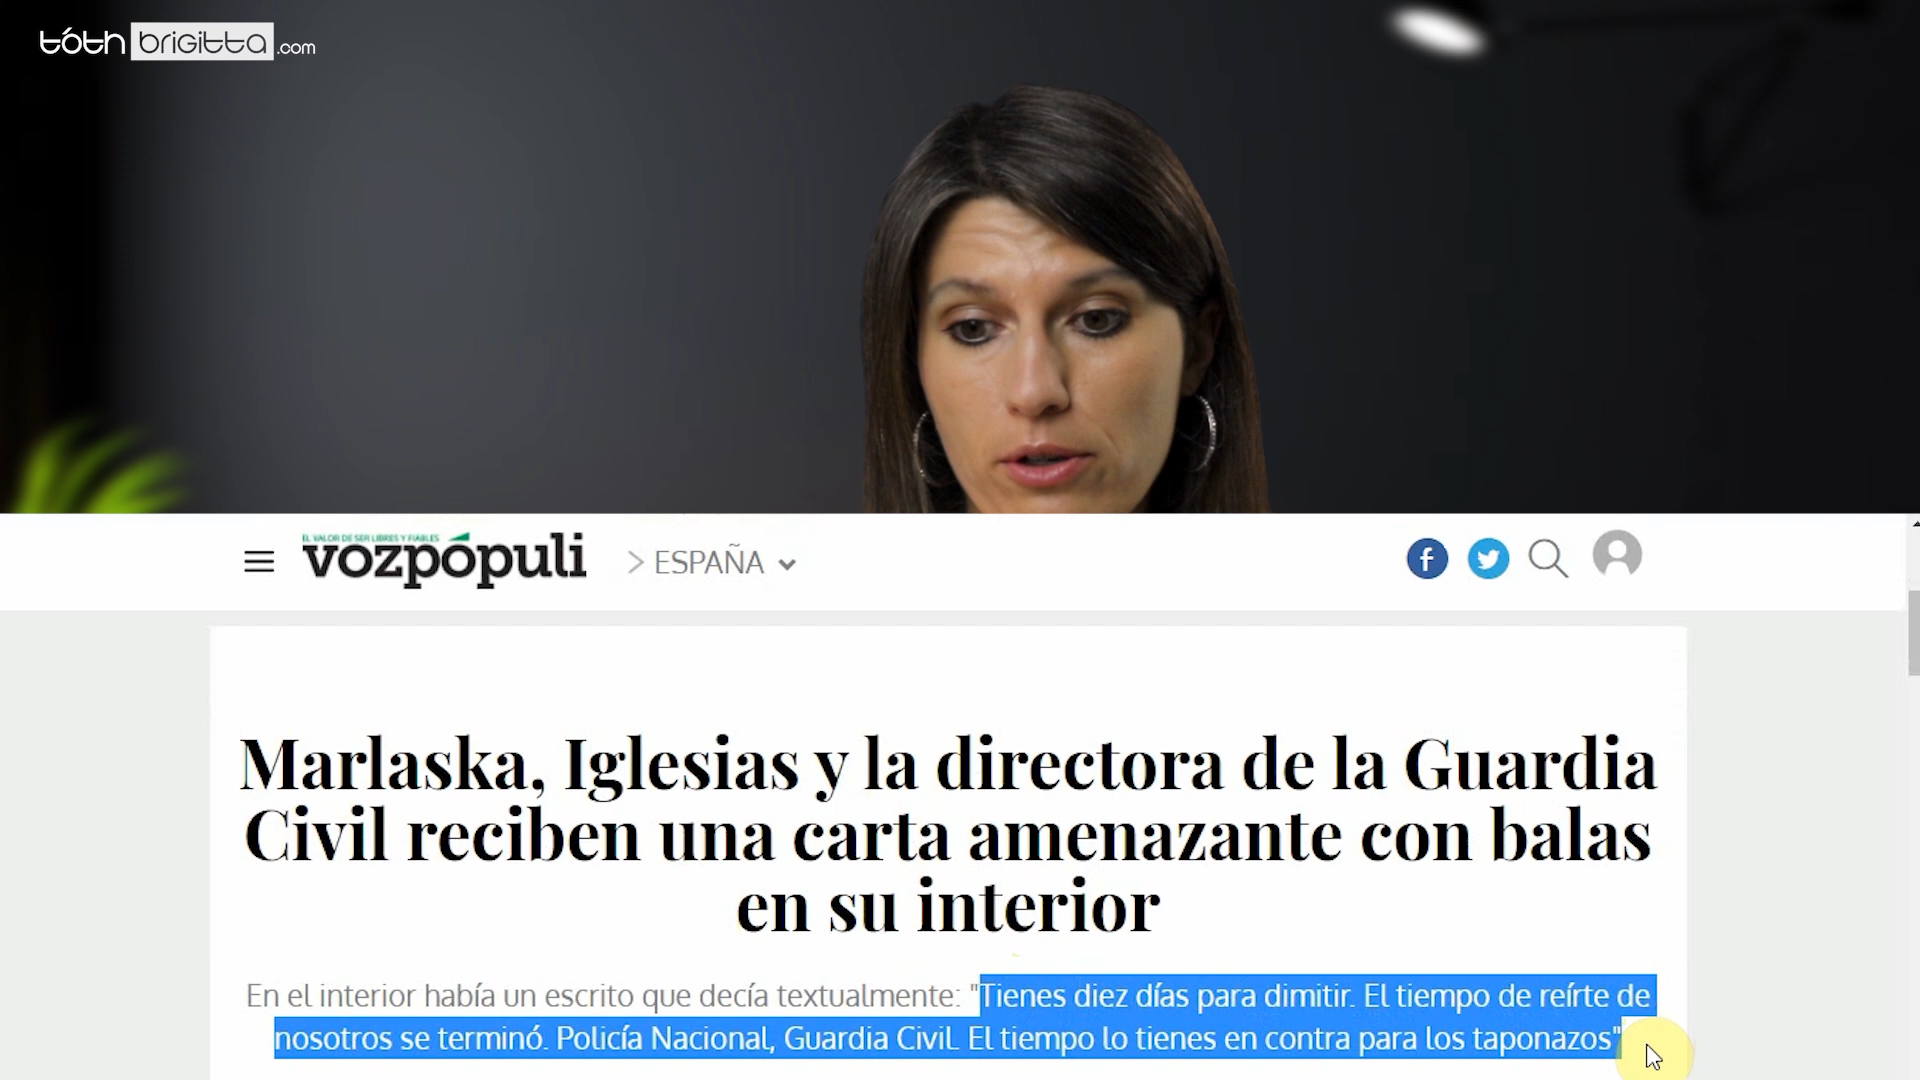 tóth brigitta .com
EL VALOR DE SER LIBRES Y FIABLES
vozpópuli > ESPAÑA
Marlaska, Iglesias y la directora de la Guardia
Civil reciben una carta amenazante con balas
en su interior
En el interior había un escrito que decía textualmente: "Tienes diez días para dimitir. El tiempo de reírte de
nosotros se terminó. Policía Nacional, Guardia Civil. El tiempo lo tienes en contra para los taponazos"